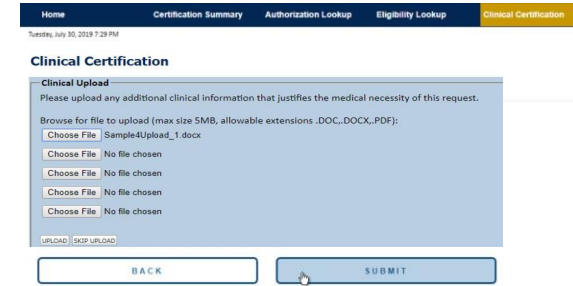 Home Certification Summary Authorization Lookup Eligibility Lookup Clinical Certification
Tuesday, July 30, 2019 7:29 PM
Clinical Certification
Clinical Upload
Please upload any additional clinical information that justifies the medical necessity of this request.
Browse for file to upload (max size 5MB, allowable extensions .DOC,.DOCX,.PDF):
Choose File Sample4Upload_1.docx
Choose File No file chosen
Choose File No file chosen
Choose File No file chosen
Choose File No file chosen
UPLOAD SKIP UPLOAD
BACK SUBMIT